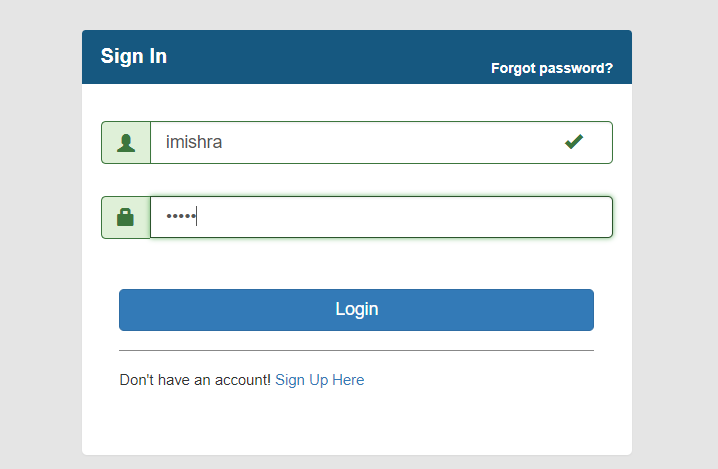 Sign In
Forgot password?
imishra
•••••
Login
Don't have an account! Sign Up Here